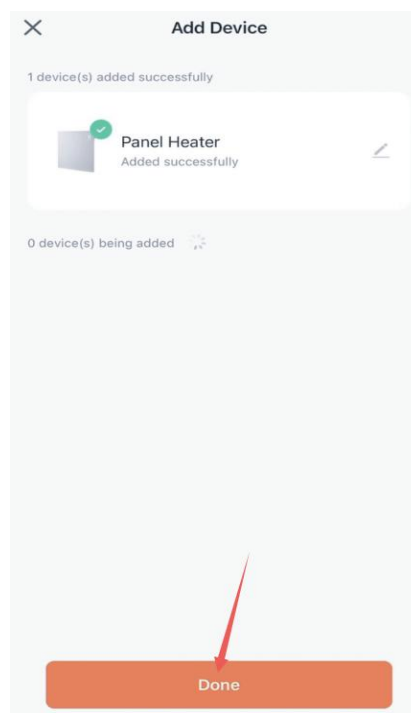 Add Device
1 device(s) added successfully
Panel Heater
Added successfully
0 device(s) being added
Done